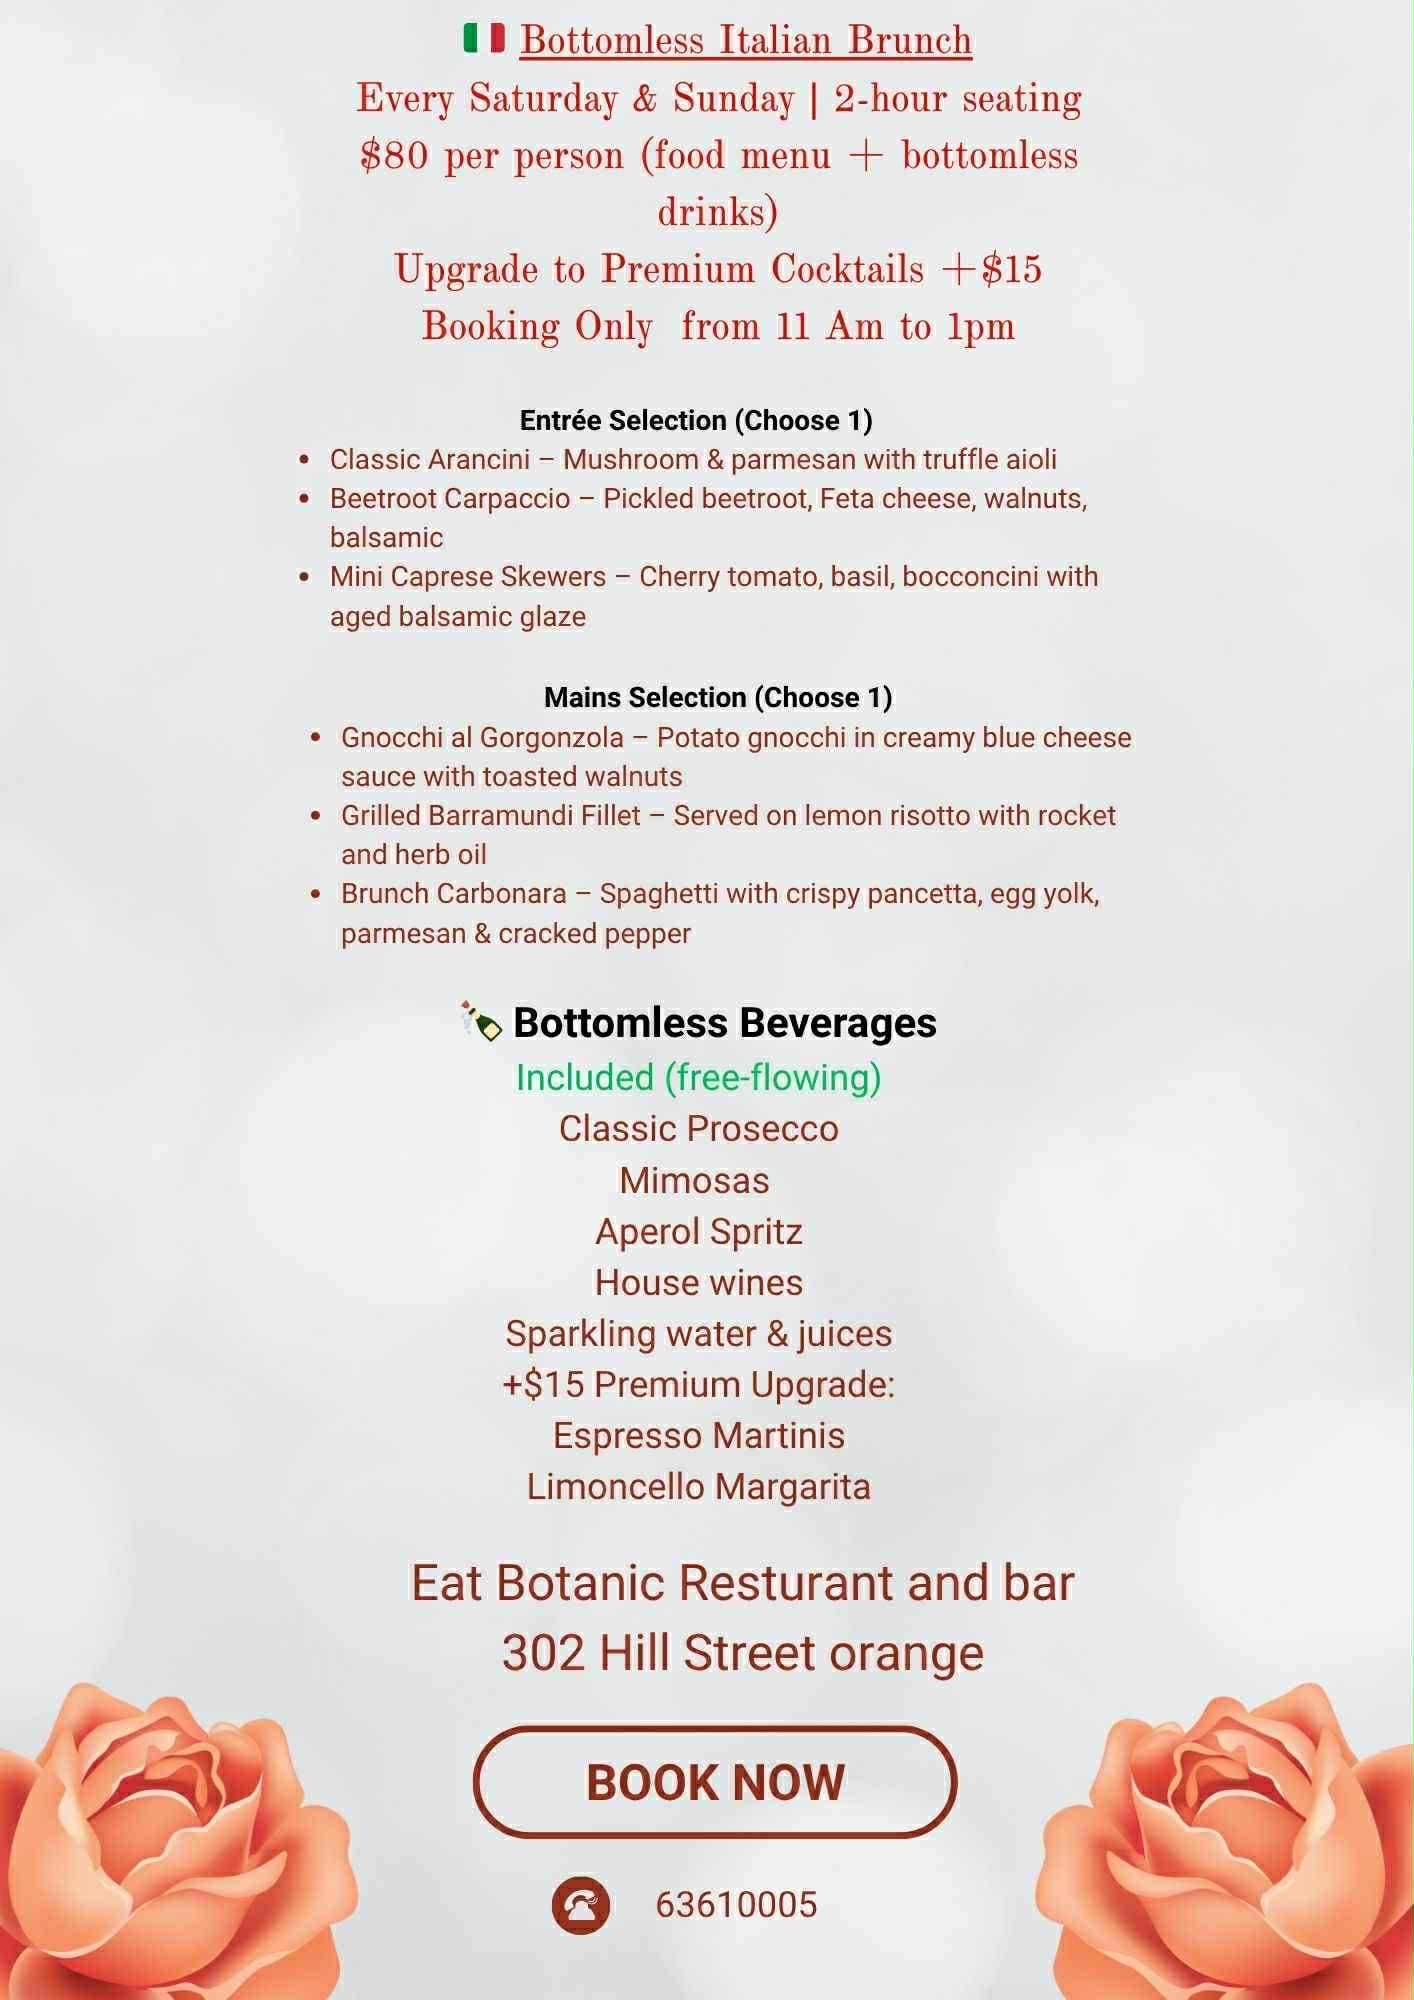 Bottomless Italian Brunch
Every Saturday & Sunday | 2-hour seating
$80 per person (food menu + bottomless
drinks)
Upgrade to Premium Cocktails +$15
Booking Only from 11 Am to 1pm
Entrée Selection (Choose 1)
• Classic Arancini – Mushroom & parmesan with truffle aioli
• Beetroot Carpaccio – Pickled beetroot, Feta cheese, walnuts,
balsamic
• Mini Caprese Skewers – Cherry tomato, basil, bocconcini with
aged balsamic glaze
Mains Selection (Choose 1)
• Gnocchi al Gorgonzola – Potato gnocchi in creamy blue cheese
sauce with toasted walnuts
• Grilled Barramundi Fillet – Served on lemon risotto with rocket
and herb oil
• Brunch Carbonara – Spaghetti with crispy pancetta, egg yolk,
parmesan & cracked pepper
Bottomless Beverages
Included (free-flowing)
Classic Prosecco
Mimosas
Aperol Spritz
House wines
Sparkling water & juices
+$15 Premium Upgrade:
Espresso Martinis
Limoncello Margarita
Eat Botanic Resturant and bar
302 Hill Street orange
BOOK NOW
63610005